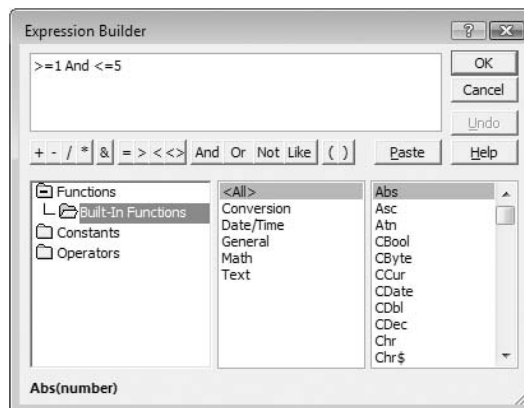 Expression Builder
>=1 And <=5
OK
Cancel
Undo
+ - / * & = > < <> And Or Not Like ( ) Paste Help
Functions
Built-In Functions
Constants
Operators
<All>
Conversion
Date/Time
General
Math
Text
Abs
Asc
Atn
CBool
CByte
CCur
CDate
CDbl
CDec
Chr
Chr$
Abs(number)